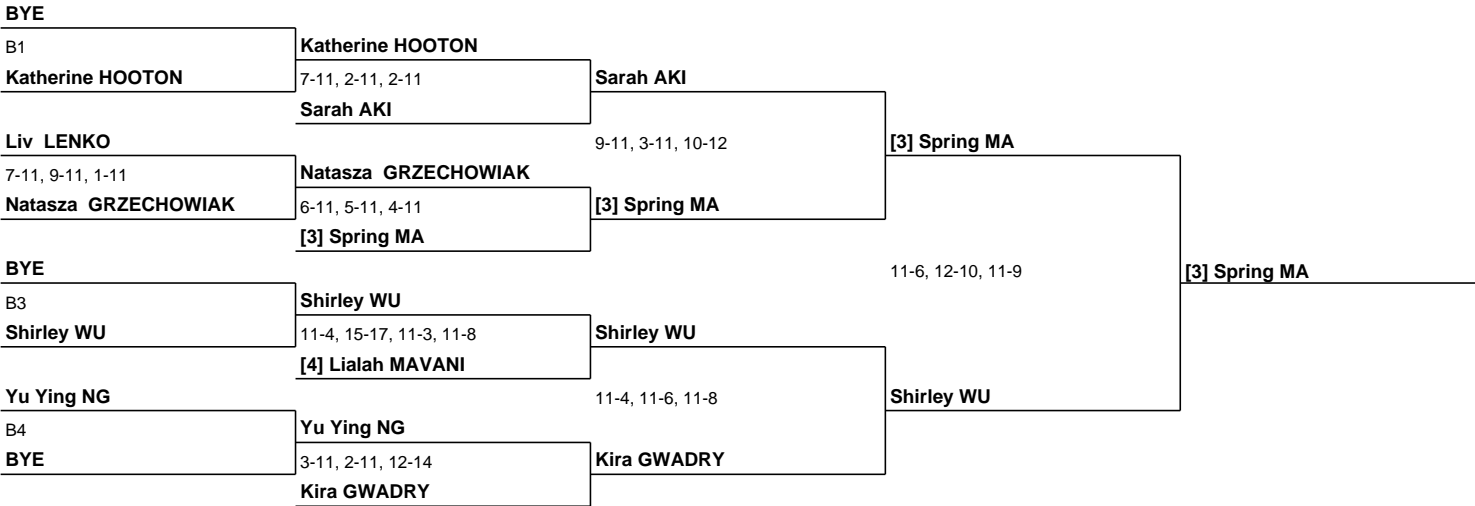 BYE
B1
Katherine HOOTON
Katherine HOOTON
7-11, 2-11, 2-11
Sarah AKI
Sarah AKI
Liv LENKO
7-11, 9-11, 1-11
Natasza GRZECHOWIAK
Natasza GRZECHOWIAK
6-11, 5-11, 4-11
[3] Spring MA
9-11, 3-11, 10-12
[3] Spring MA
[3] Spring MA
BYE
B3
Shirley WU
Shirley WU
11-4, 15-17, 11-3, 11-8
[4] Lialah MAVANI
Shirley WU
Yu Ying NG
B4
BYE
Yu Ying NG
3-11, 2-11, 12-14
Kira GWADRY
11-4, 11-6, 11-8
Kira GWADRY
Shirley WU
11-6, 12-10, 11-9
[3] Spring MA